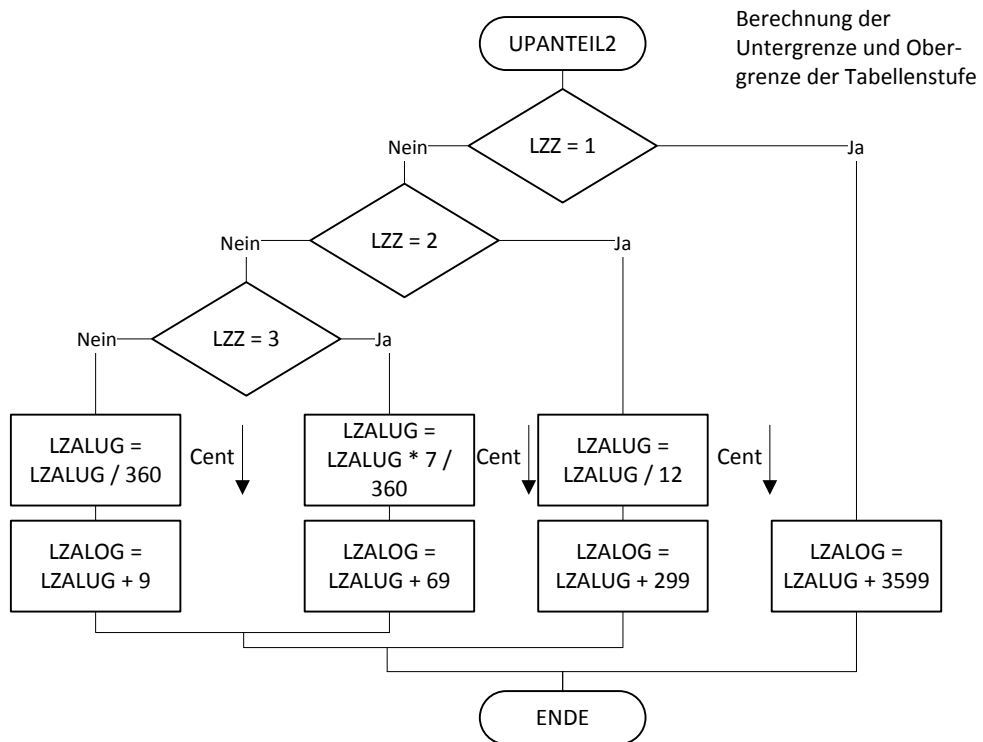 UPANTEIL2
Berechnung der
Untergrenze und Ober-
grenze der Tabellenstufe
LZZ = 1
Nein
Ja
LZZ = 2
Nein
Ja
LZZ = 3
Nein
Ja
LZALUG =
LZALUG / 360
Cent
LZALUG =
LZALUG * 7 /
360
Cent
LZALUG =
LZALUG / 12
Cent
LZALOG =
LZALUG + 9
LZALOG =
LZALUG + 69
LZALOG =
LZALUG + 299
LZALOG =
LZALUG + 3599
ENDE